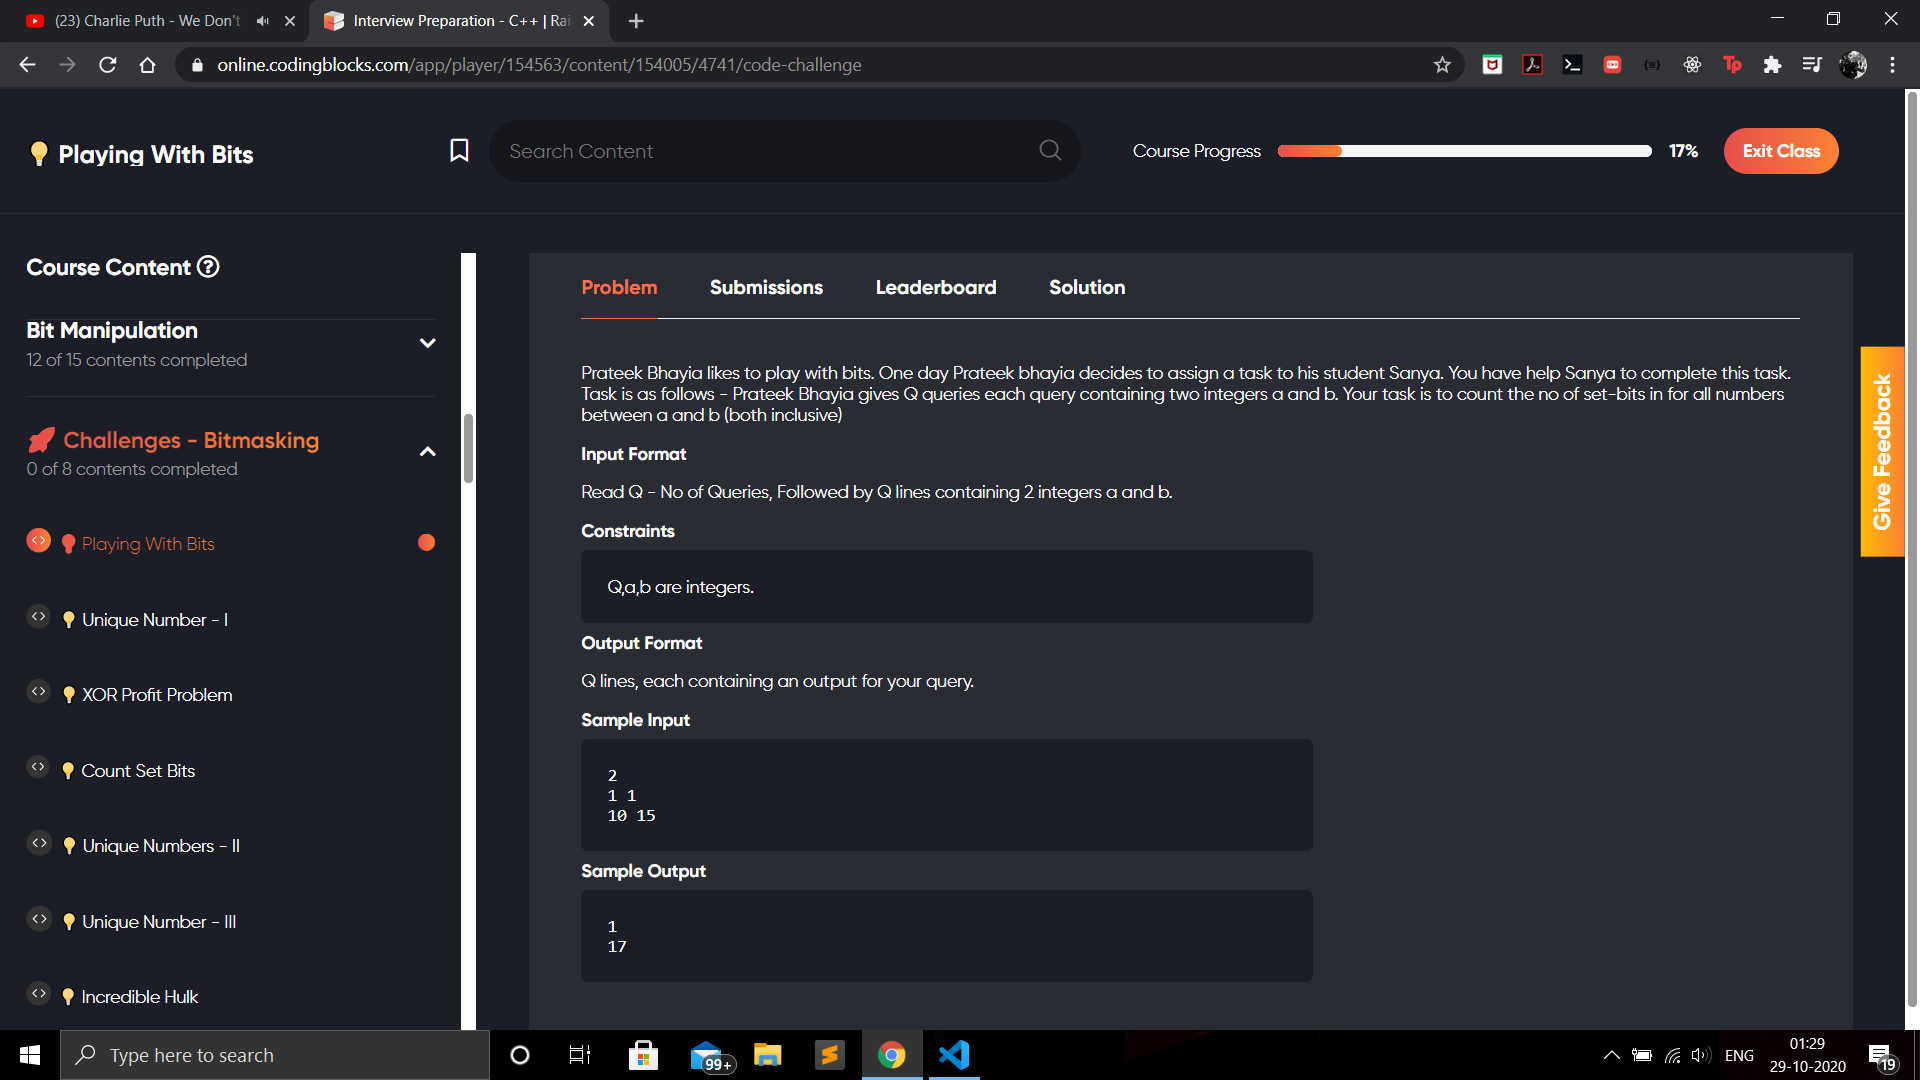 (23) Charlie Puth - We Don't
Interview Preparation - C++ | Rai
online.codingblocks.com/app/player/154563/content/154005/4741/code-challenge
Playing With Bits
Search Content
Course Progress
17%
Exit Class
Course Content
Bit Manipulation
12 of 15 contents completed
Challenges - Bitmasking
0 of 8 contents completed
Playing With Bits
Unique Number - I
XOR Profit Problem
Count Set Bits
Unique Numbers - II
Unique Number - III
Incredible Hulk
Problem
Submissions
Leaderboard
Solution
Prateek Bhayia likes to play with bits. One day Prateek bhayia decides to assign a task to his student Sanya. You have help Sanya to complete this task.
Task is as follows - Prateek Bhayia gives Q queries each query containing two integers a and b. Your task is to count the no of set-bits in for all numbers
between a and b (both inclusive)
Input Format
Read Q - No of Queries, Followed by Q lines containing 2 integers a and b.
Constraints
Q,a,b are integers.
Output Format
Q lines, each containing an output for your query.
Sample Input
2
1 1
10 15
Sample Output
1
17
Give Feedback
Type here to search
99+
ENG
01:29
29-10-2020
19